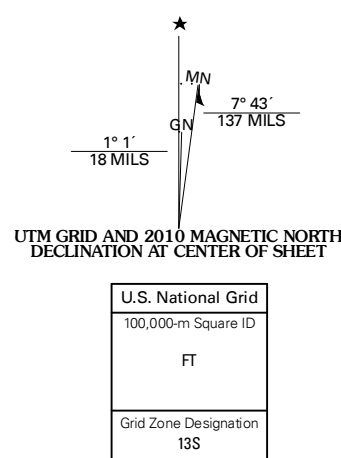 ★
MN
GN
7° 43´
137 MILS
1° 1´
18 MILS
UTM GRID AND 2010 MAGNETIC NORTH
DECLINATION AT CENTER OF SHEET
U.S. National Grid
100,000-m Square ID
FT
Grid Zone Designation
13S